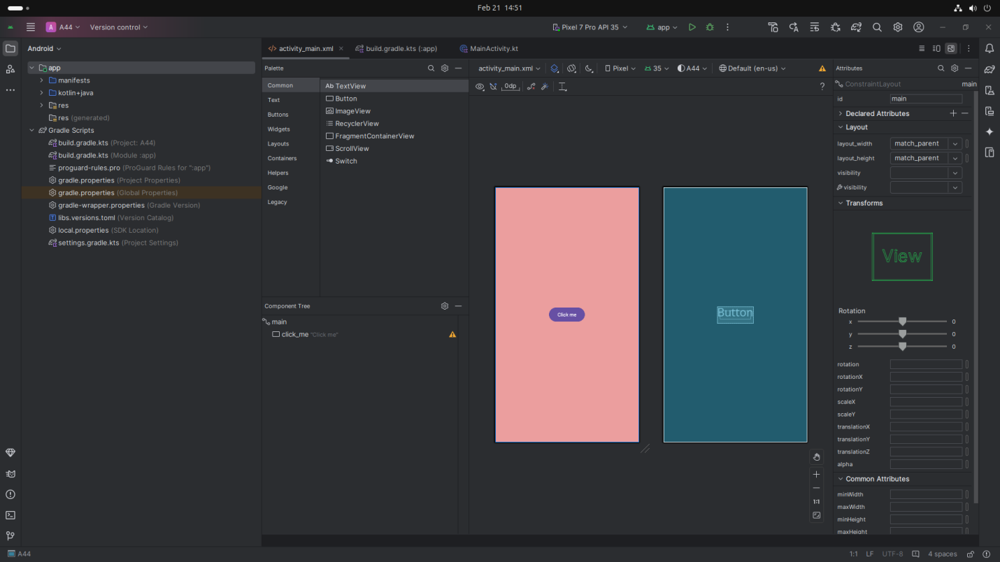 Feb 21 14:51
A A44 Version control Pixel 7 Pro API 35 app
Android
activity_main.xml build.gradle.kts (:app) MainActivity.kt
app
manifests
kotlin+java
res
res (generated)
Gradle Scripts
build.gradle.kts (Project: A44)
build.gradle.kts (Module :app)
proguard-rules.pro (ProGuard Rules for ":app")
gradle.properties (Project Properties)
gradle.properties (Global Properties)
gradle-wrapper.properties (Gradle Version)
libs.versions.toml (Version Catalog)
local.properties (SDK Location)
settings.gradle.kts (Project Settings)
Palette
Common
Text
Buttons
Widgets
Layouts
Containers
Helpers
Google
Legacy
Ab TextView
Button
ImageView
RecyclerView
FragmentContainerView
ScrollView
Switch
Component Tree
main
click_me "Click me"
activity_main.xml Pixel 35 A44 Default (en-us)
0dp
?
Click me
Button
1:1
Attributes
ConstraintLayout main
id main
Declared Attributes
Layout
layout_width match_parent
layout_height match_parent
visibility
visibility
Transforms
View
Rotation
x 0
y 0
z 0
rotation
rotationX
rotationY
scaleX
scaleY
translationX
translationY
translationZ
alpha
Common Attributes
minWidth
maxWidth
minHeight
maxHeight
A44 1:1 LF UTF-8 4 spaces